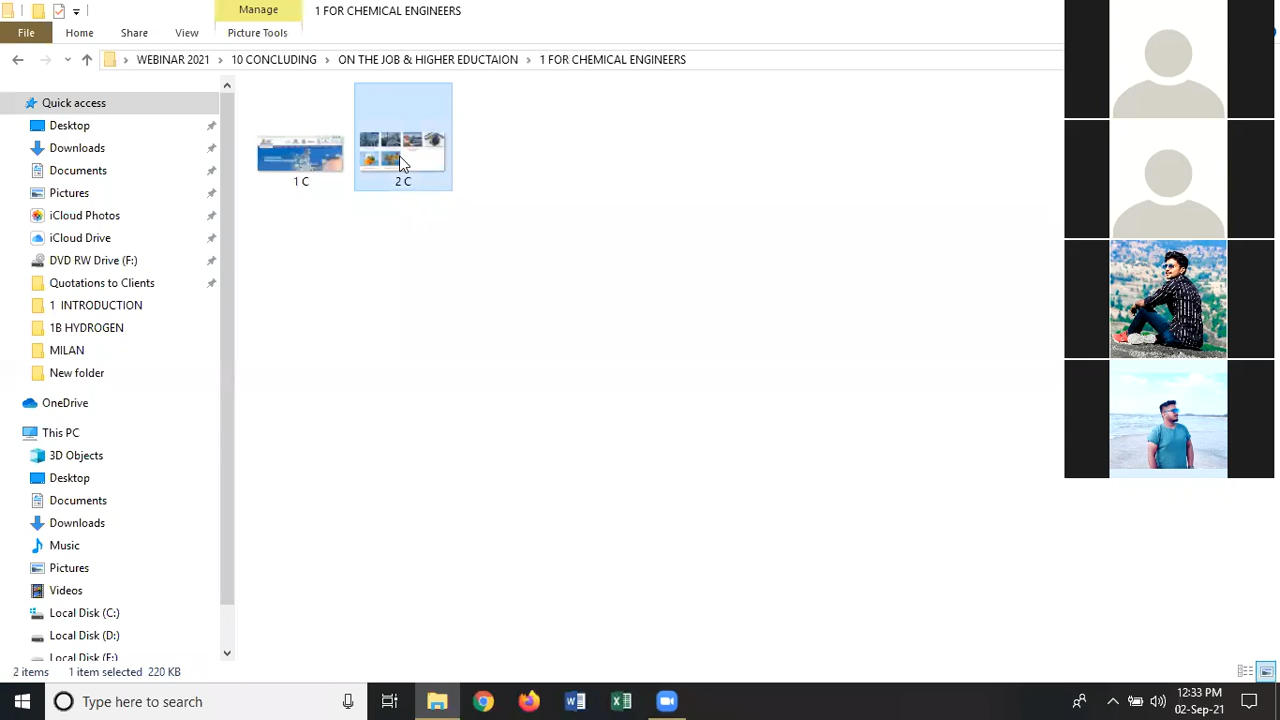 Manage
1 FOR CHEMICAL ENGINEERS
File
Home
Share
View
Picture Tools
WEBINAR 2021
10 CONCLUDING
ON THE JOB & HIGHER EDUCTAION
1 FOR CHEMICAL ENGINEERS
Quick access
Desktop
Downloads
Documents
Pictures
iCloud Photos
iCloud Drive
DVD RW Drive (F:)
Quotations to Clients
1 INTRODUCTION
1B HYDROGEN
MILAN
New folder
OneDrive
This PC
3D Objects
Desktop
Documents
Downloads
Music
Pictures
Videos
Local Disk (C:)
Local Disk (D:)
Local Disk (E:)
1 C
2 C
2 items
1 item selected 220 KB
Type here to search
12:33 PM
02-Sep-21